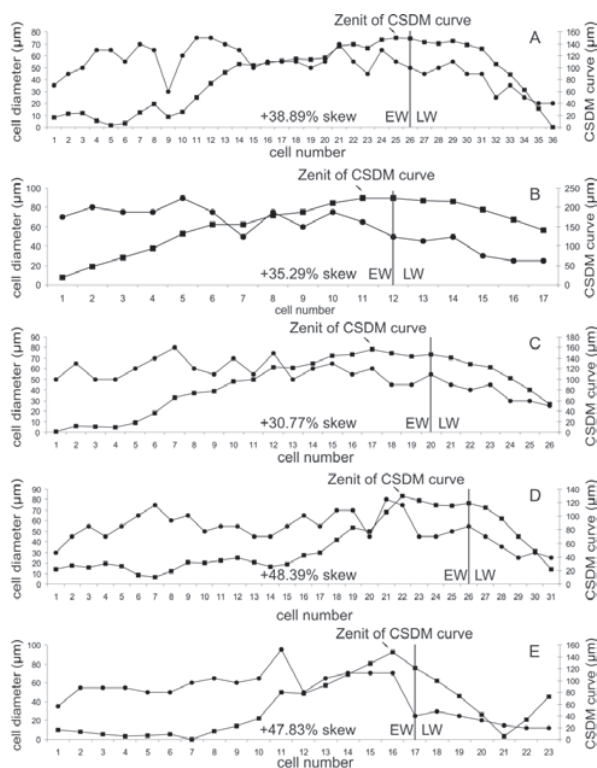 Zenit of CSDM curve
A
cell diameter (µm)
80 70 60 50 40 30 20 10 0
160 140 120 100 80 60 40 20 0
CSDM curve (µm)
+38.89% skew EW LW
1 2 3 4 5 6 7 8 9 10 11 12 13 14 15 16 17 18 19 20 21 22 23 24 25 26 27 28 29 30 31 32 33 34 35 36
cell number
Zenit of CSDM curve
B
cell diameter (µm)
100 80 60 40 20 0
250 200 150 100 50 0
CSDM curve (µm)
+35.29% skew EW LW
1 2 3 4 5 6 7 8 9 10 11 12 13 14 15 16 17
cell number
Zenit of CSDM curve
C
cell diameter (µm)
90 80 70 60 50 40 30 20 10 0
180 160 140 120 100 80 60 40 20 0
CSDM curve (µm)
+30.77% skew EW LW
1 2 3 4 5 6 7 8 9 10 11 12 13 14 15 16 17 18 19 20 21 22 23 24 25 26
cell number
Zenit of CSDM curve
D
cell diameter (µm)
90 80 70 60 50 40 30 20 10 0
140 120 100 80 60 40 20 0
CSDM curve (µm)
+48.39% skew EW LW
1 2 3 4 5 6 7 8 9 10 11 12 13 14 15 16 17 18 19 20 21 22 23 24 25 26 27 28 29 30 31
cell number
Zenit of CSDM curve
E
cell diameter (µm)
100 80 60 40 20 0
160 140 120 100 80 60 40 20 0
CSDM curve (µm)
+47.83% skew EW LW
1 2 3 4 5 6 7 8 9 10 11 12 13 14 15 16 17 18 19 20 21 22 23
cell number